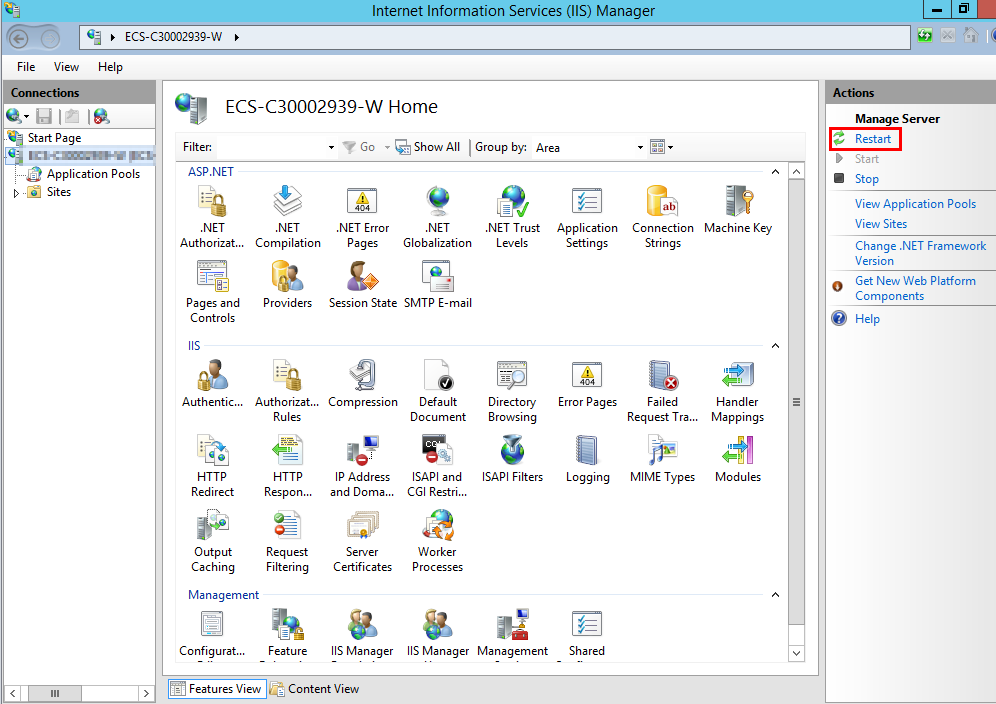 Internet Information Services (IIS) Manager
ECS-C30002939-W
File View Help
Connections
Start Page
Application Pools
Sites
ECS-C30002939-W Home
Filter: Go Show All Group by: Area
ASP.NET
.NET Authorizat...
.NET Compilation
.NET Error Pages
.NET Globalization
.NET Trust Levels
Application Settings
Connection Strings
Machine Key
Pages and Controls
Providers
Session State
SMTP E-mail
IIS
Authentic...
Authorizat... Rules
Compression
Default Document
Directory Browsing
Error Pages
Failed Request Tra...
Handler Mappings
HTTP Redirect
HTTP Respon...
IP Address and Doma...
ISAPI and CGI Restri...
ISAPI Filters
Logging
MIME Types
Modules
Output Caching
Request Filtering
Server Certificates
Worker Processes
Management
Configurat...
Feature
IIS Manager
IIS Manager
Management
Shared
Features View
Content View
Actions
Manage Server
Restart
Start
Stop
View Application Pools
View Sites
Change .NET Framework
Version
Get New Web Platform
Components
Help